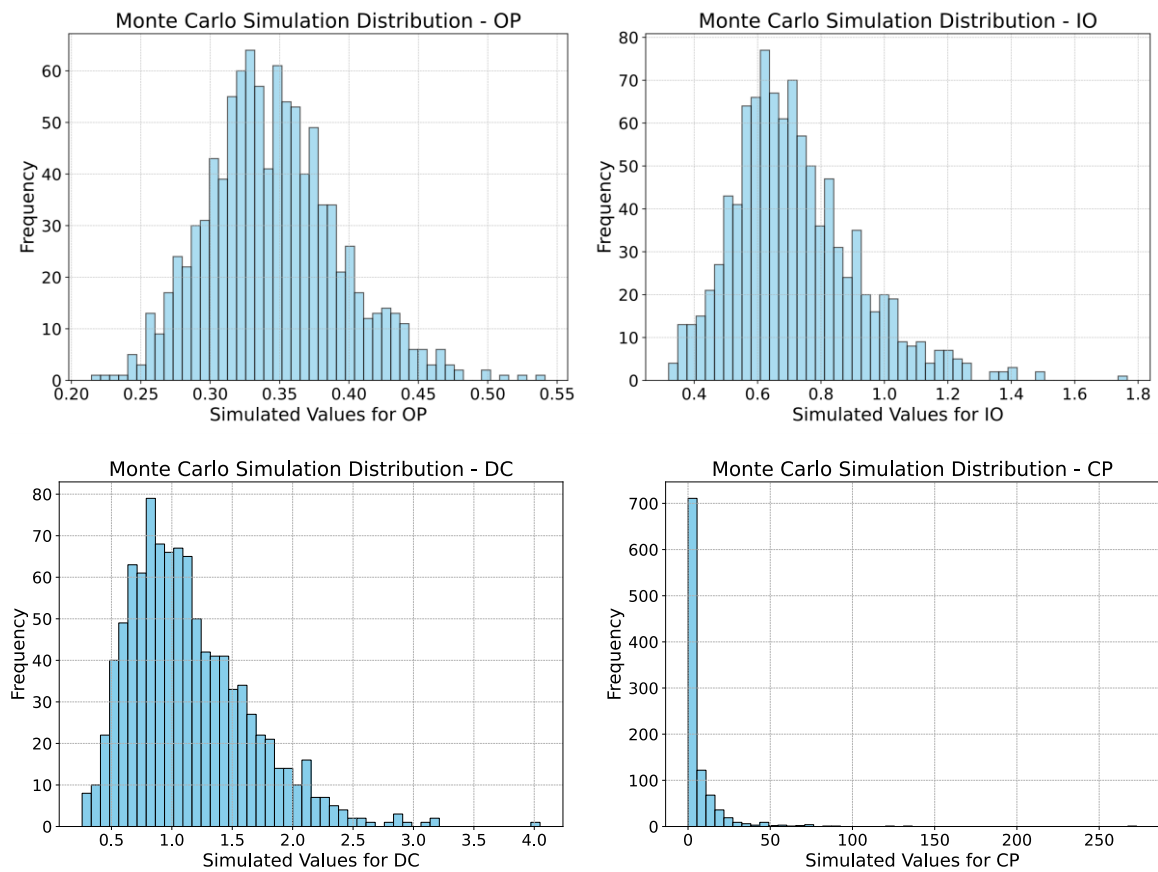 Monte Carlo Simulation Distribution - OP
Frequency
60
50
40
30
20
10
0
0.20 0.25 0.30 0.35 0.40 0.45 0.50 0.55
Simulated Values for OP
Monte Carlo Simulation Distribution - IO
Frequency
80
70
60
50
40
30
20
10
0
0.4 0.6 0.8 1.0 1.2 1.4 1.6 1.8
Simulated Values for IO
Monte Carlo Simulation Distribution - DC
Frequency
80
70
60
50
40
30
20
10
0
0.5 1.0 1.5 2.0 2.5 3.0 3.5 4.0
Simulated Values for DC
Monte Carlo Simulation Distribution - CP
Frequency
700
600
500
400
300
200
100
0
0 50 100 150 200 250
Simulated Values for CP